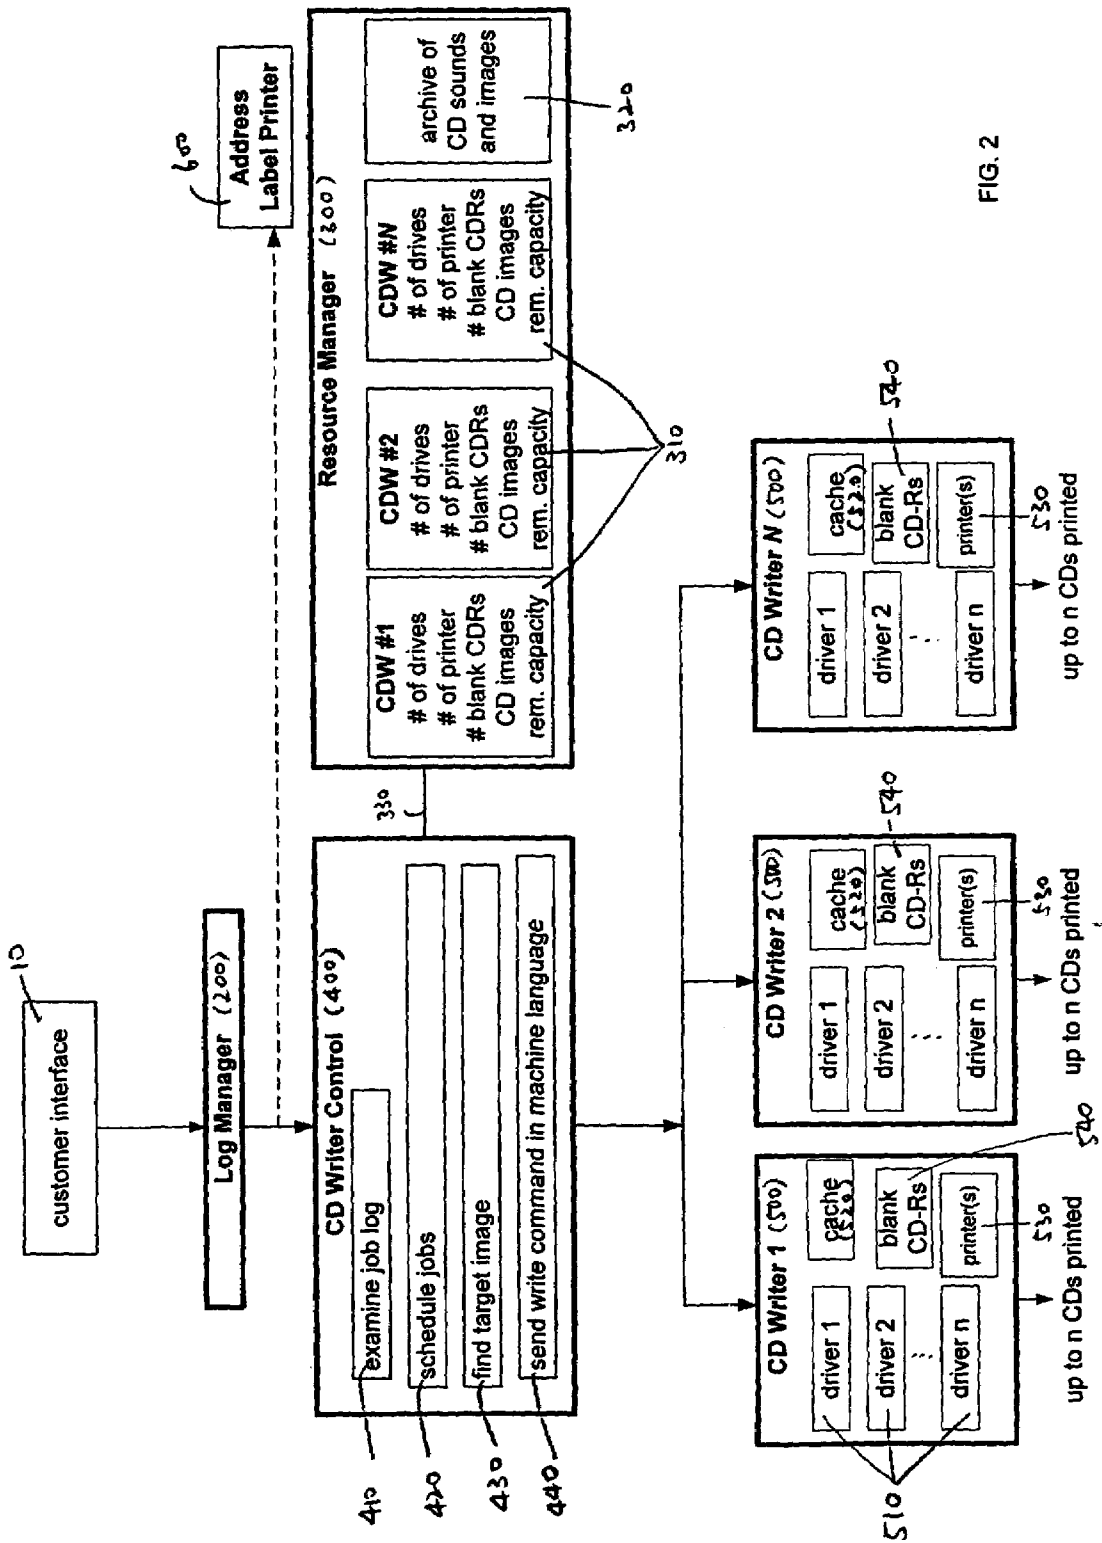 10
customer interface
Log Manager (200)
600
Address
Label Printer
CD Writer Control (400)
examine job log
schedule jobs
find target image
send write command in machine language
410
420
430
440
330
Resource Manager (300)
CDW #1
# of drives
# of printer
# blank CDRs
CD images
rem. capacity
CDW #2
# of drives
# of printer
# blank CDRs
CD images
rem. capacity
CDW #N
# of drives
# of printer
# blank CDRs
CD images
rem. capacity
archive of
CD sounds
and images
310
320
CD Writer 1 (500)
driver 1
driver 2
...
driver n
cache
(520)
blank
CD-Rs
printer(s)
510
530
540
up to n CDs printed
CD Writer 2 (500)
driver 1
driver 2
...
driver n
cache
(520)
blank
CD-Rs
printer(s)
540
530
up to n CDs printed
CD Writer N (500)
driver 1
driver 2
...
driver n
cache
(520)
blank
CD-Rs
printer(s)
540
530
up to n CDs printed
FIG. 2